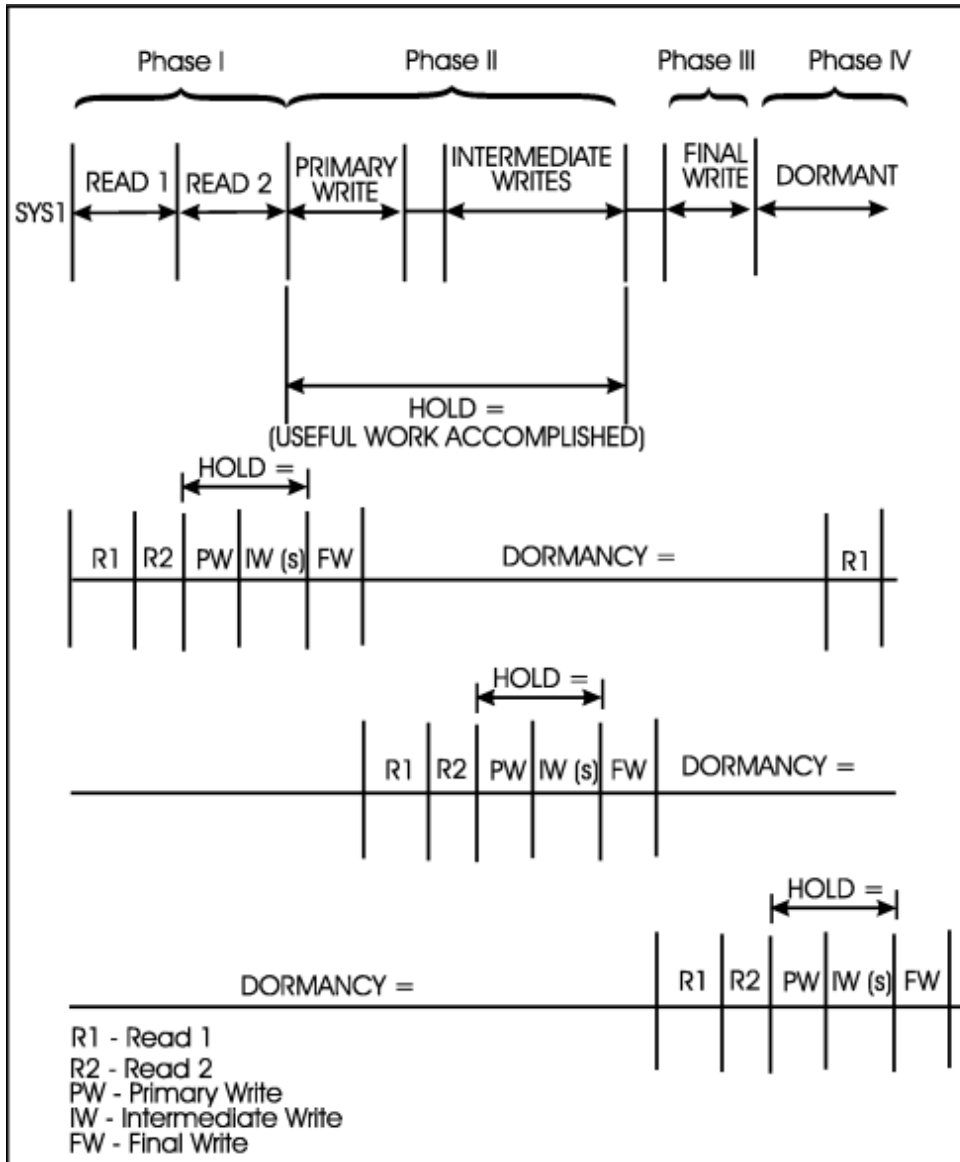 Phase I Phase II Phase III Phase IV
READ 1 READ 2 PRIMARY WRITE INTERMEDIATE WRITES FINAL WRITE DORMANT
SYS1
HOLD =
(USEFUL WORK ACCOMPLISHED)
HOLD =
R1 R2 PW IW (s) FW DORMANCY = R1
HOLD =
R1 R2 PW IW (s) FW DORMANCY =
HOLD =
DORMANCY = R1 R2 PW IW (s) FW
R1 - Read 1
R2 - Read 2
PW - Primary Write
IW - Intermediate Write
FW - Final Write